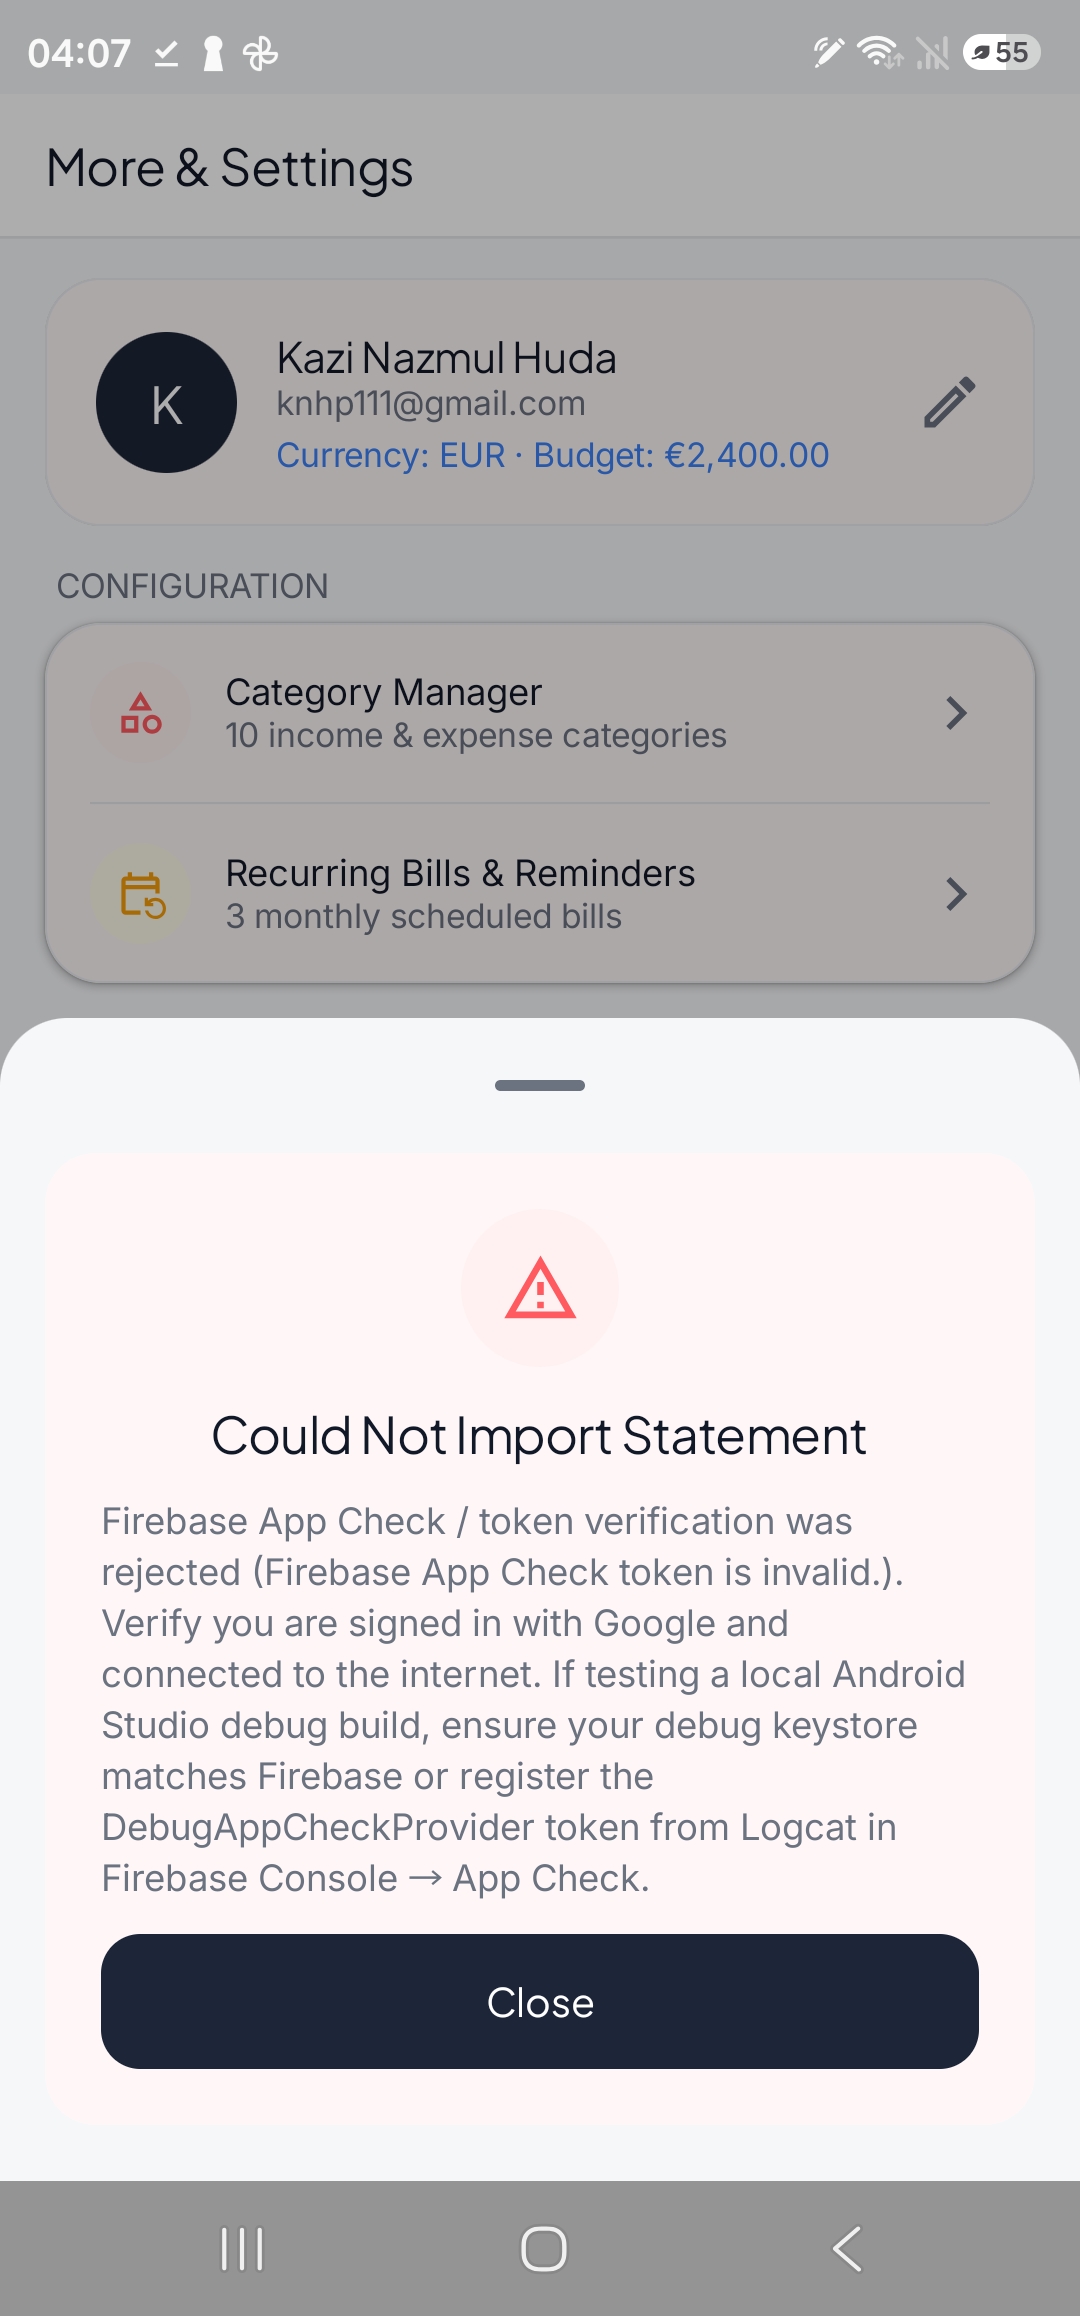 04:07
55
More & Settings
K
Kazi Nazmul Huda
knhp111@gmail.com
Currency: EUR · Budget: €2,400.00
CONFIGURATION
Category Manager
10 income & expense categories
Recurring Bills & Reminders
3 monthly scheduled bills
Could Not Import Statement
Firebase App Check / token verification was
rejected (Firebase App Check token is invalid.).
Verify you are signed in with Google and
connected to the internet. If testing a local Android
Studio debug build, ensure your debug keystore
matches Firebase or register the
DebugAppCheckProvider token from Logcat in
Firebase Console → App Check.
Close